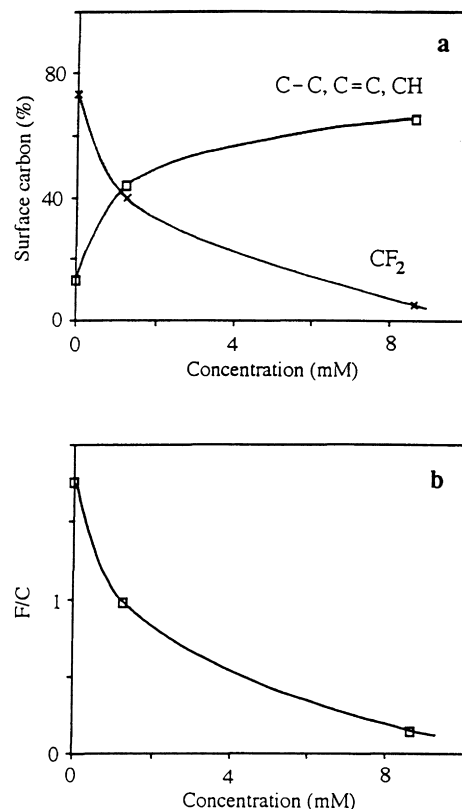 a
C-C, C=C, CH
CF₂
Surface carbon (%)
80
40
0
0 4 8
Concentration (mM)
b
F/C
1
0
0 4 8
Concentration (mM)